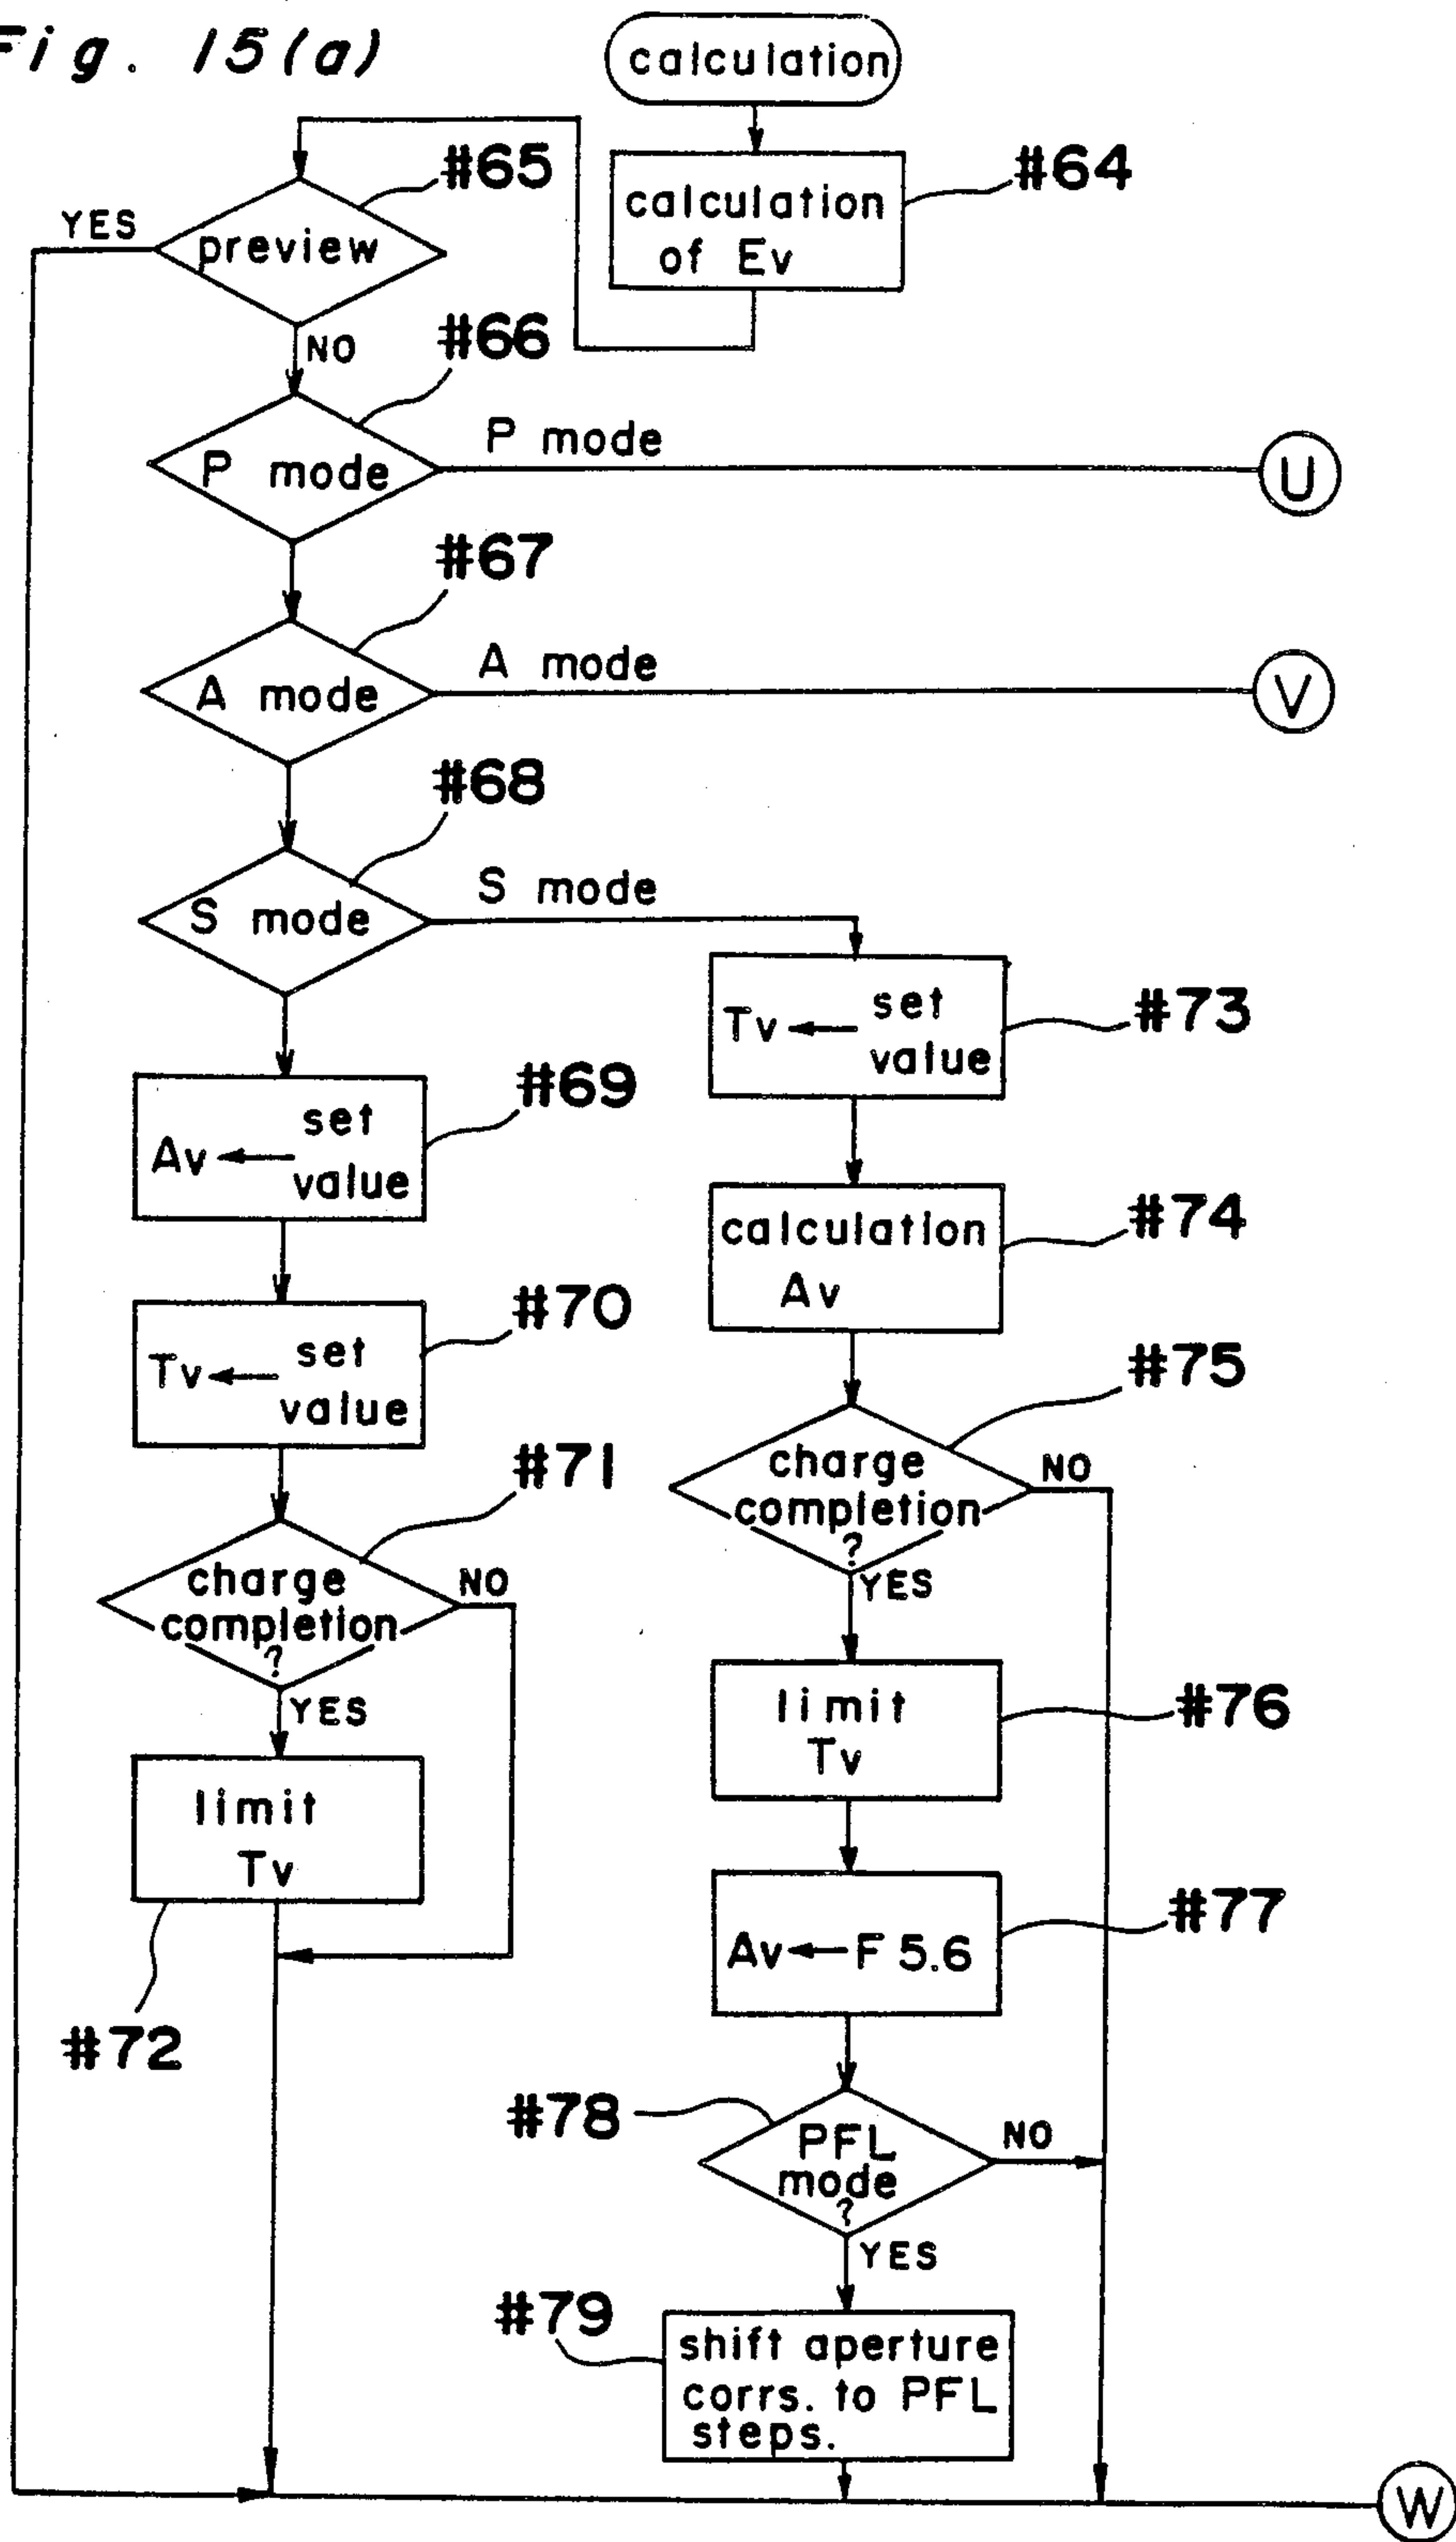 Fig. 15(a)
calculation
#64
calculation
of Ev
#65
YES
preview
NO
#66
P mode
P mode
U
#67
A mode
A mode
V
#68
S mode
S mode
#69
Av ← set
value
#70
Tv ← set
value
#71
charge
completion
?
NO
YES
limit
Tv
#72
#73
Tv ← set
value
#74
calculation
Av
#75
charge
completion
?
NO
YES
#76
limit
Tv
#77
Av ← F 5.6
#78
PFL
mode
?
NO
YES
#79
shift aperture
corrs. to PFL
steps.
W